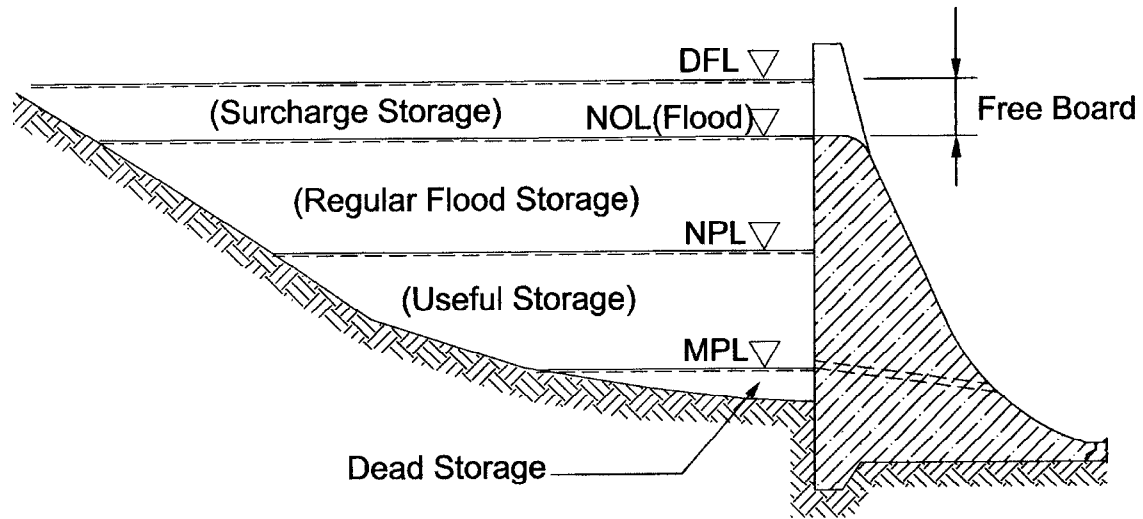 DFL
(Surcharge Storage)
NOL(Flood)
Free Board
(Regular Flood Storage)
NPL
(Useful Storage)
MPL
Dead Storage